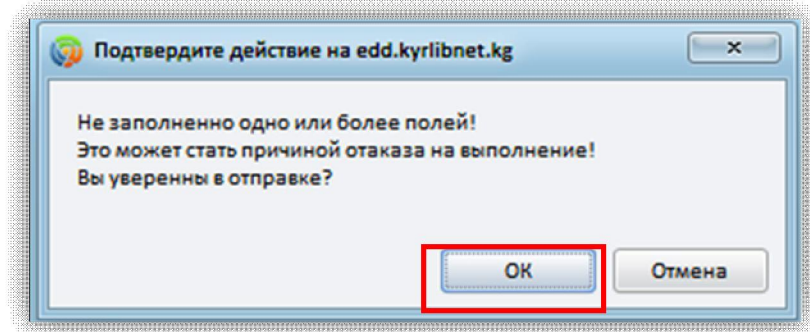 Подтвердите действие на edd.kyrlibnet.kg
Не заполненно одно или более полей!
Это может стать причиной отаказа на выполнение!
Вы уверенны в отправке?
ОК
Отмена